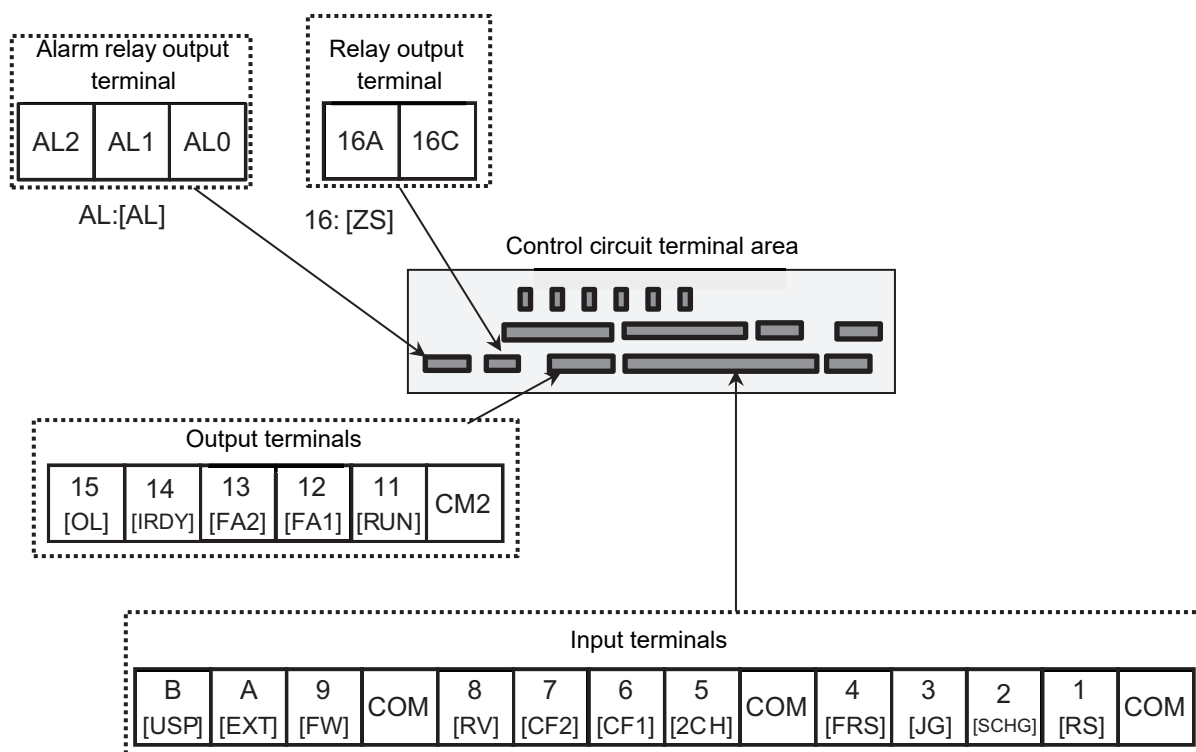 Alarm relay output
terminal
AL2 AL1 AL0
AL:[AL]
Relay output
terminal
16A 16C
16: [ZS]
Control circuit terminal area
Output terminals
15 14 13 12 11 CM2
[OL] [IRDY] [FA2] [FA1] [RUN]
Input terminals
B A 9 COM 8 7 6 5 COM 4 3 2 1 COM
[USP] [EXT] [FW] [RV] [CF2] [CF1] [2CH] [FRS] [JG] [SCHG] [RS]